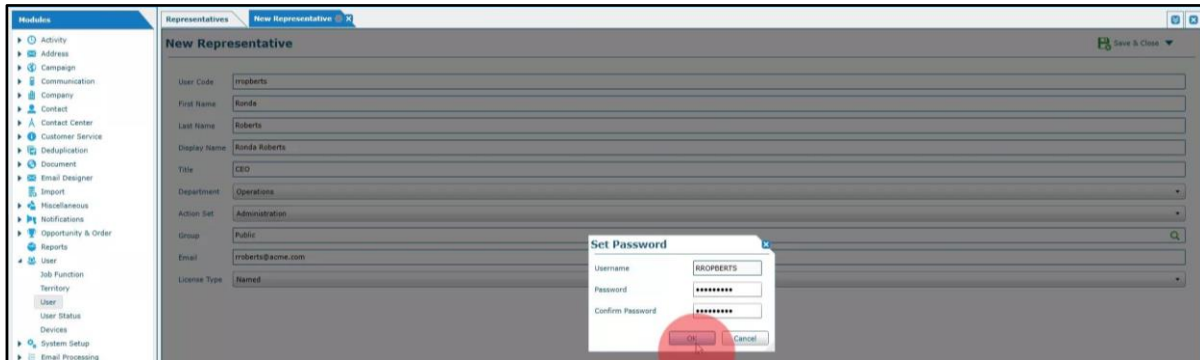 Modules
Activity
Address
Campaign
Communication
Company
Contact
Contact Center
Customer Service
Deduplication
Document
Email Designer
Import
Miscellaneous
Notifications
Opportunity & Order
Reports
User
Job Function
Territory
User
User Status
Devices
System Setup
Email Processing
Representatives New Representative
New Representative
Save & Close
User Code rropberts
First Name Ronda
Last Name Roberts
Display Name Ronda Roberts
Title CEO
Department Operations
Action Set Administration
Group Public
Email rroberts@acme.com
License Type Named
Set Password
Username RROPBERTS
Password •••••••••
Confirm Password •••••••••
OK Cancel